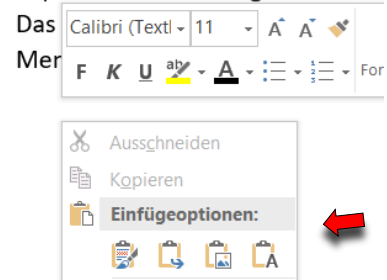 Das
Calibri (Textl 11 A A
Mer
F K U ab A For
Ausschneiden
Kopieren
Einfügeoptionen:
A